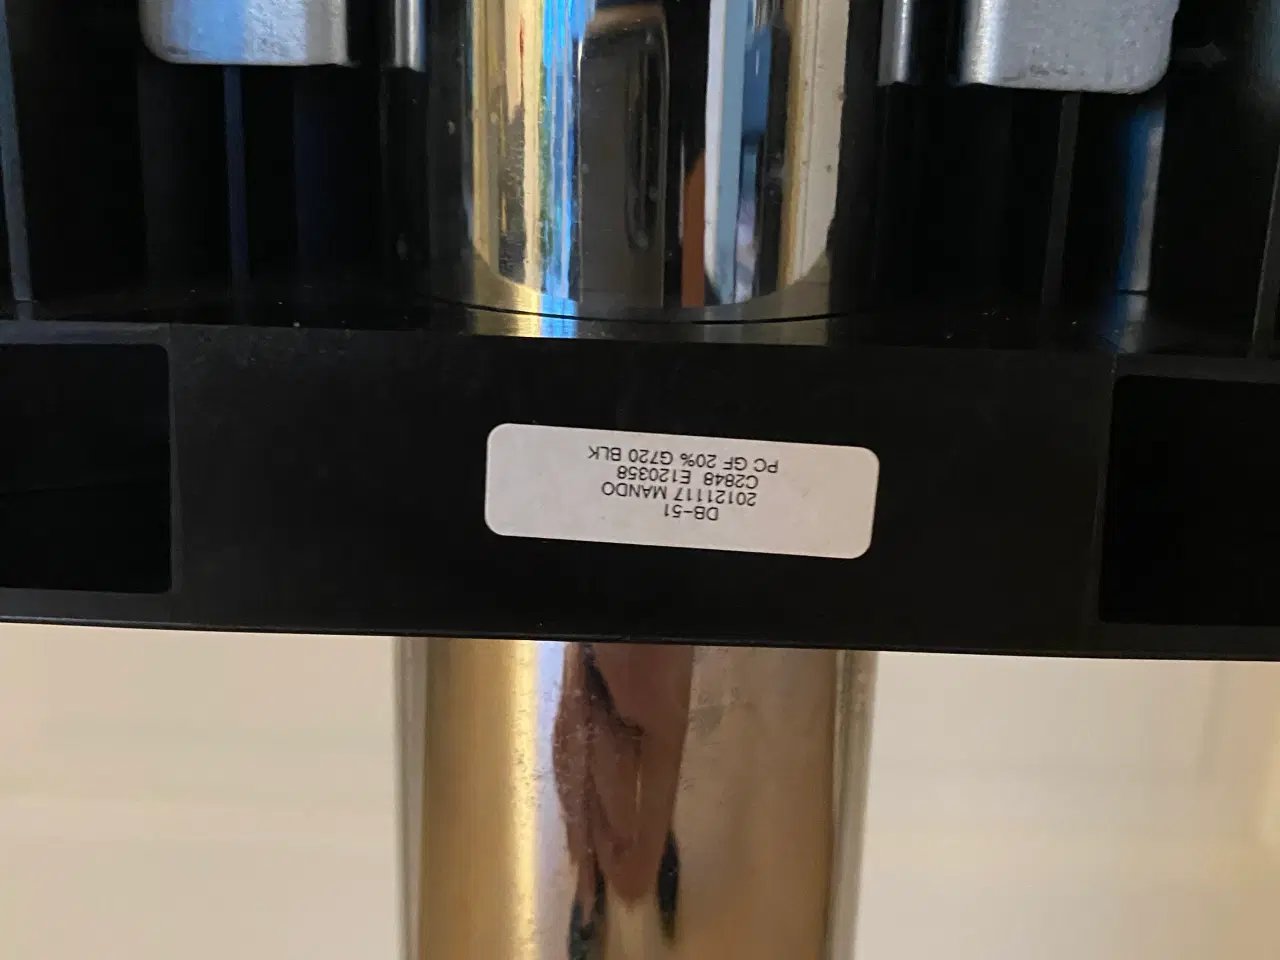 DB-51
20121117 MANDO
C2848 E120358
PC GF 20% G720 BLK